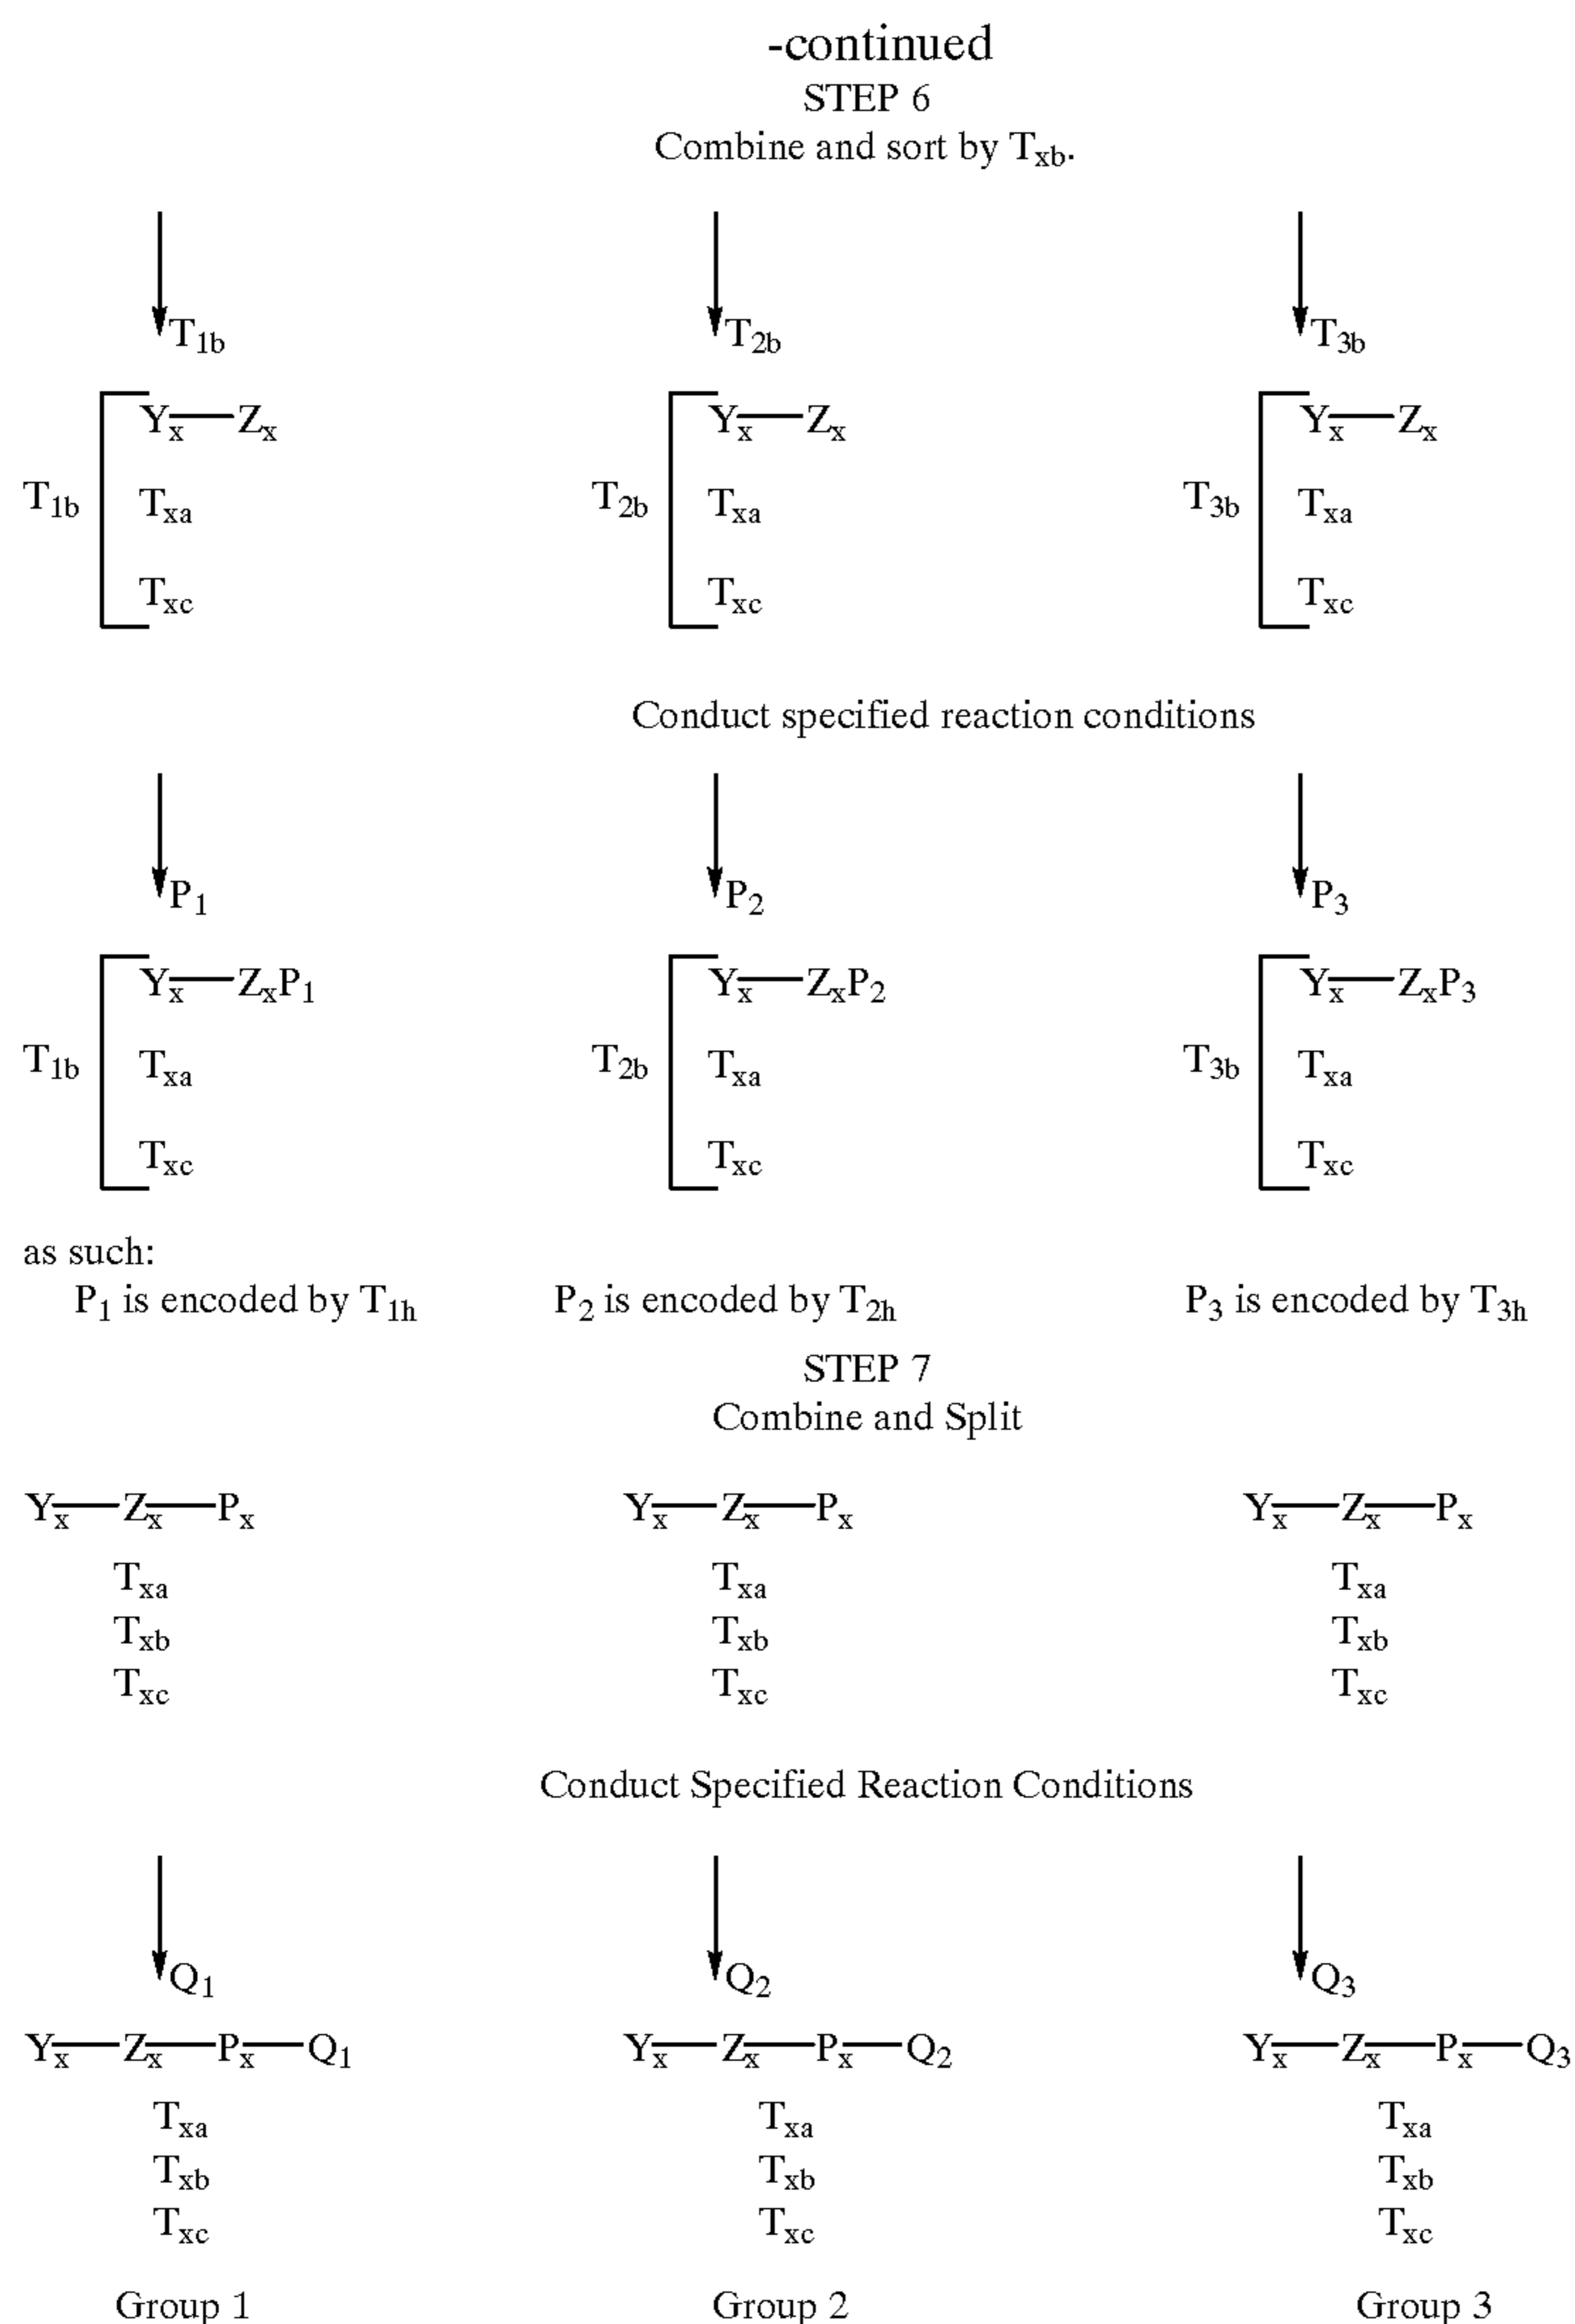 -continued
STEP 6
Combine and sort by Txb.
T1b T2b T3b
Yx—Zx Yx—Zx Yx—Zx
T1b Txa T2b Txa T3b Txa
Txc Txc Txc
Conduct specified reaction conditions
P1 P2 P3
Yx—ZxP1 Yx—ZxP2 Yx—ZxP3
T1b Txa T2b Txa T3b Txa
Txc Txc Txc
as such:
P1 is encoded by T1h P2 is encoded by T2h P3 is encoded by T3h
STEP 7
Combine and Split
Yx—Zx—Px Yx—Zx—Px Yx—Zx—Px
Txa Txa Txa
Txb Txb Txb
Txc Txc Txc
Conduct Specified Reaction Conditions
Q1 Q2 Q3
Yx—Zx—Px—Q1 Yx—Zx—Px—Q2 Yx—Zx—Px—Q3
Txa Txa Txa
Txb Txb Txb
Txc Txc Txc
Group 1 Group 2 Group 3